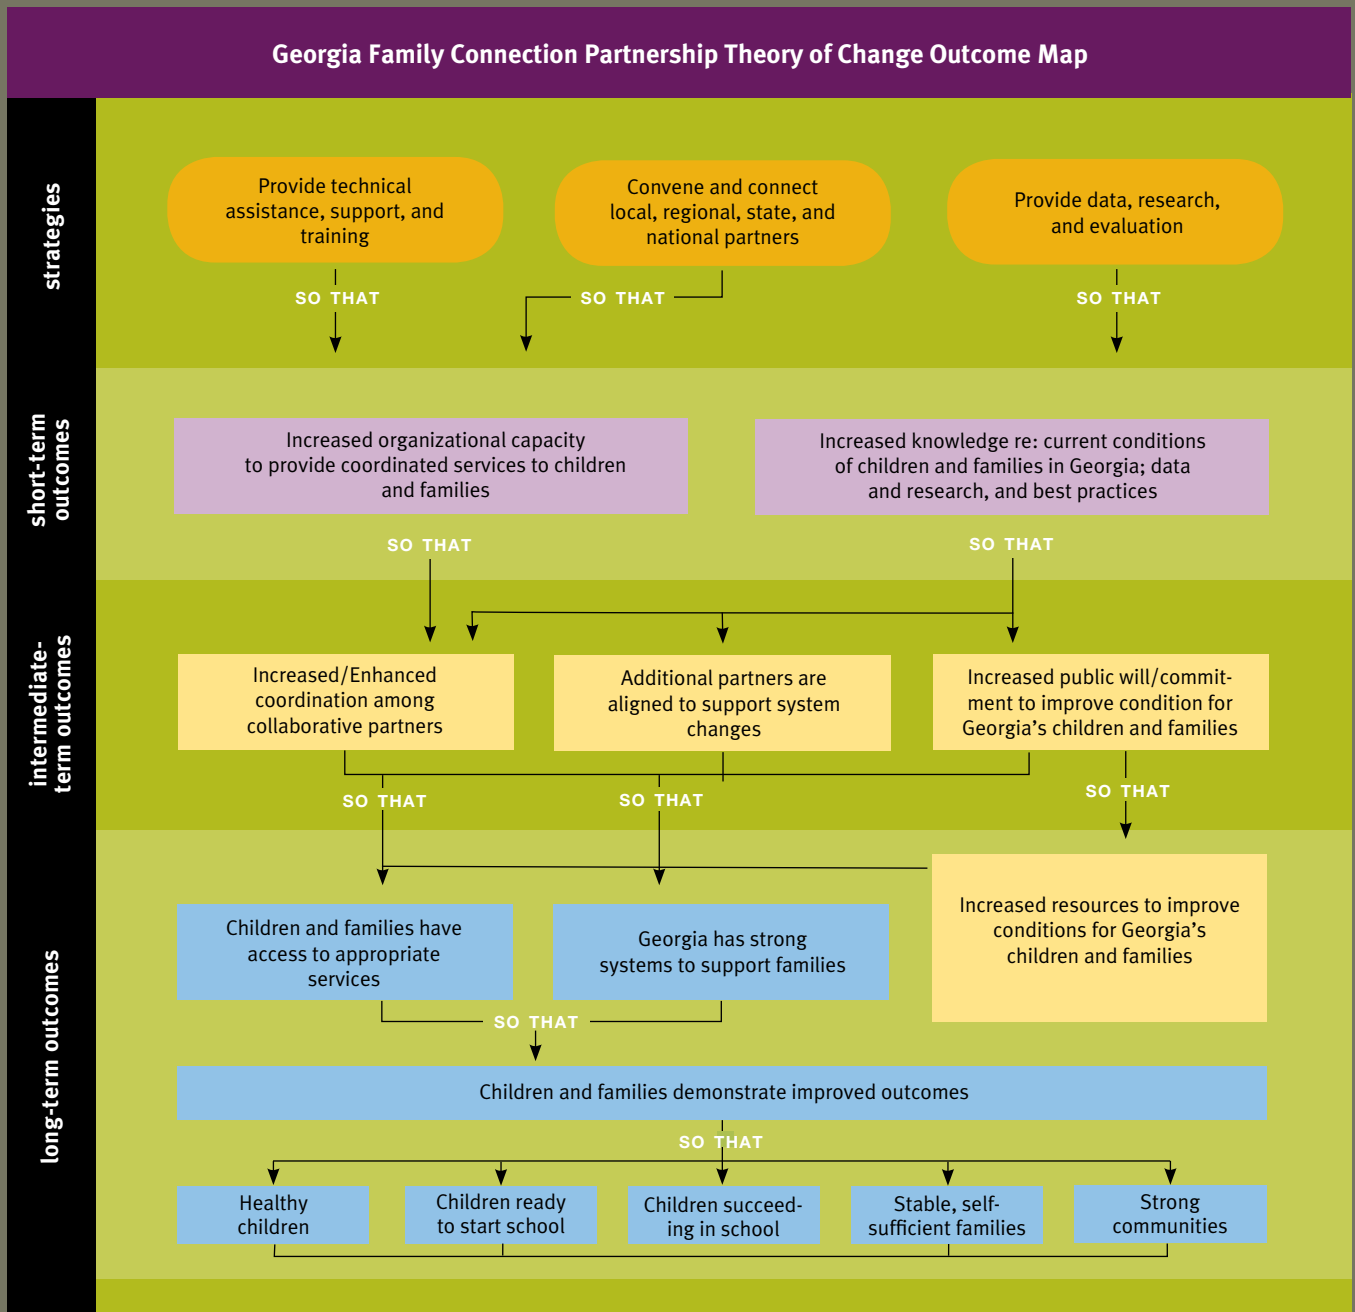 Georgia Family Connection Partnership Theory of Change Outcome Map
strategies
Provide technical
assistance, support, and
training
Convene and connect
local, regional, state, and
national partners
Provide data, research,
and evaluation
SO THAT
SO THAT
SO THAT
short-term
outcomes
Increased organizational capacity
to provide coordinated services to children
and families
Increased knowledge re: current conditions
of children and families in Georgia; data
and research, and best practices
SO THAT
SO THAT
intermediate-
term outcomes
Increased/Enhanced
coordination among
collaborative partners
Additional partners are
aligned to support system
changes
Increased public will/commit-
ment to improve condition for
Georgia's children and families
SO THAT
SO THAT
SO THAT
long-term outcomes
Children and families have
access to appropriate
services
Georgia has strong
systems to support families
Increased resources to improve
conditions for Georgia's
children and families
SO THAT
Children and families demonstrate improved outcomes
SO THAT
Healthy
children
Children ready
to start school
Children succeed-
ing in school
Stable, self-
sufficient families
Strong
communities